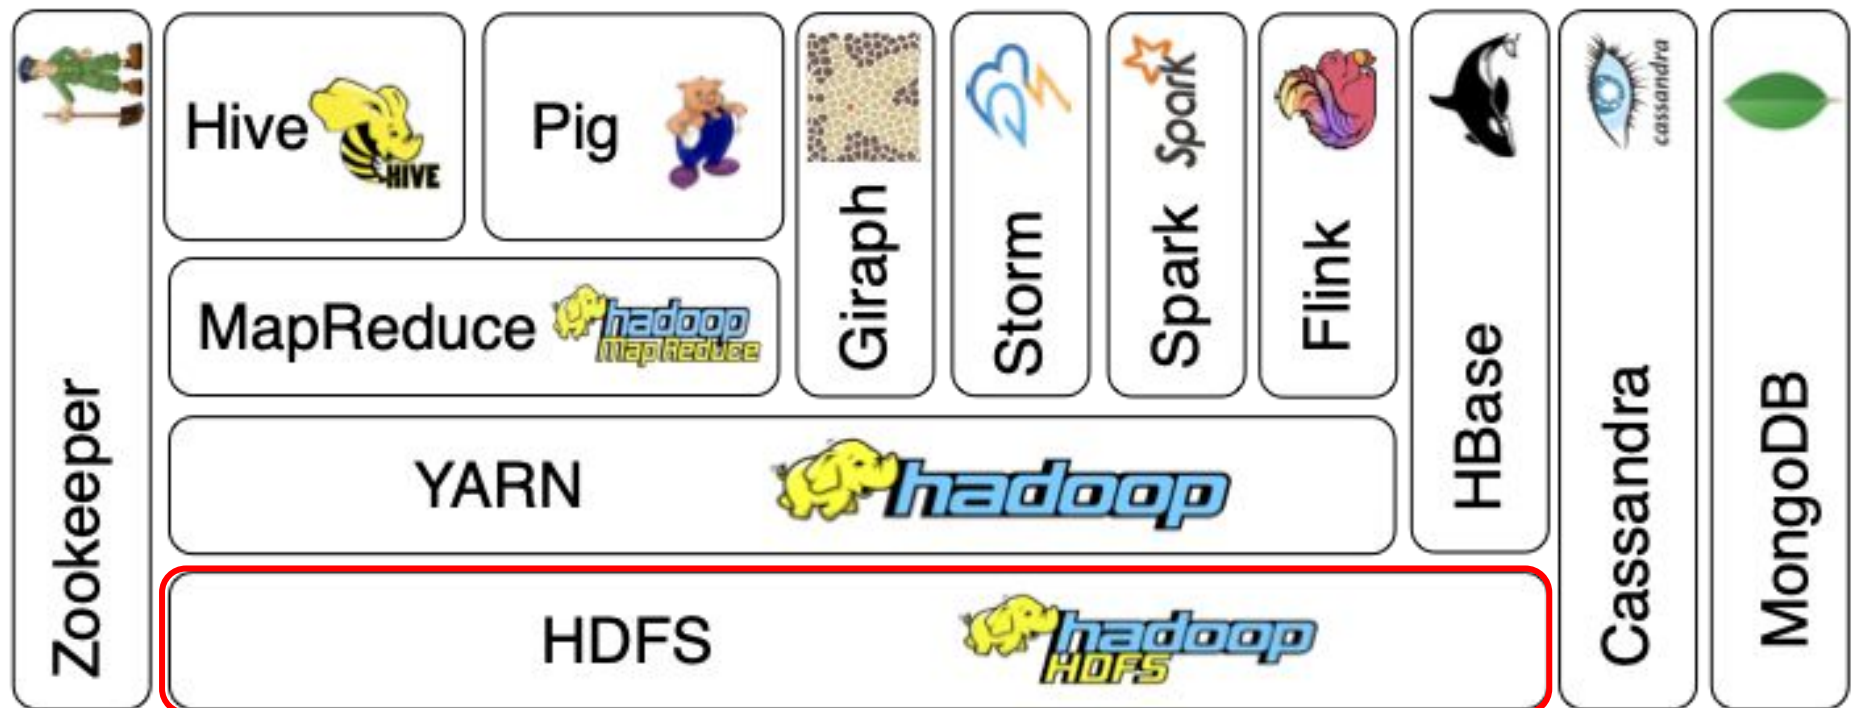 Zookeeper
Hive
HIVE
Pig
Giraph
Storm
Spark
Spark
Flink
HBase
cassandra
Cassandra
MongoDB
MapReduce
hadoop
MapReduce
YARN
hadoop
HDFS
hadoop
HDFS